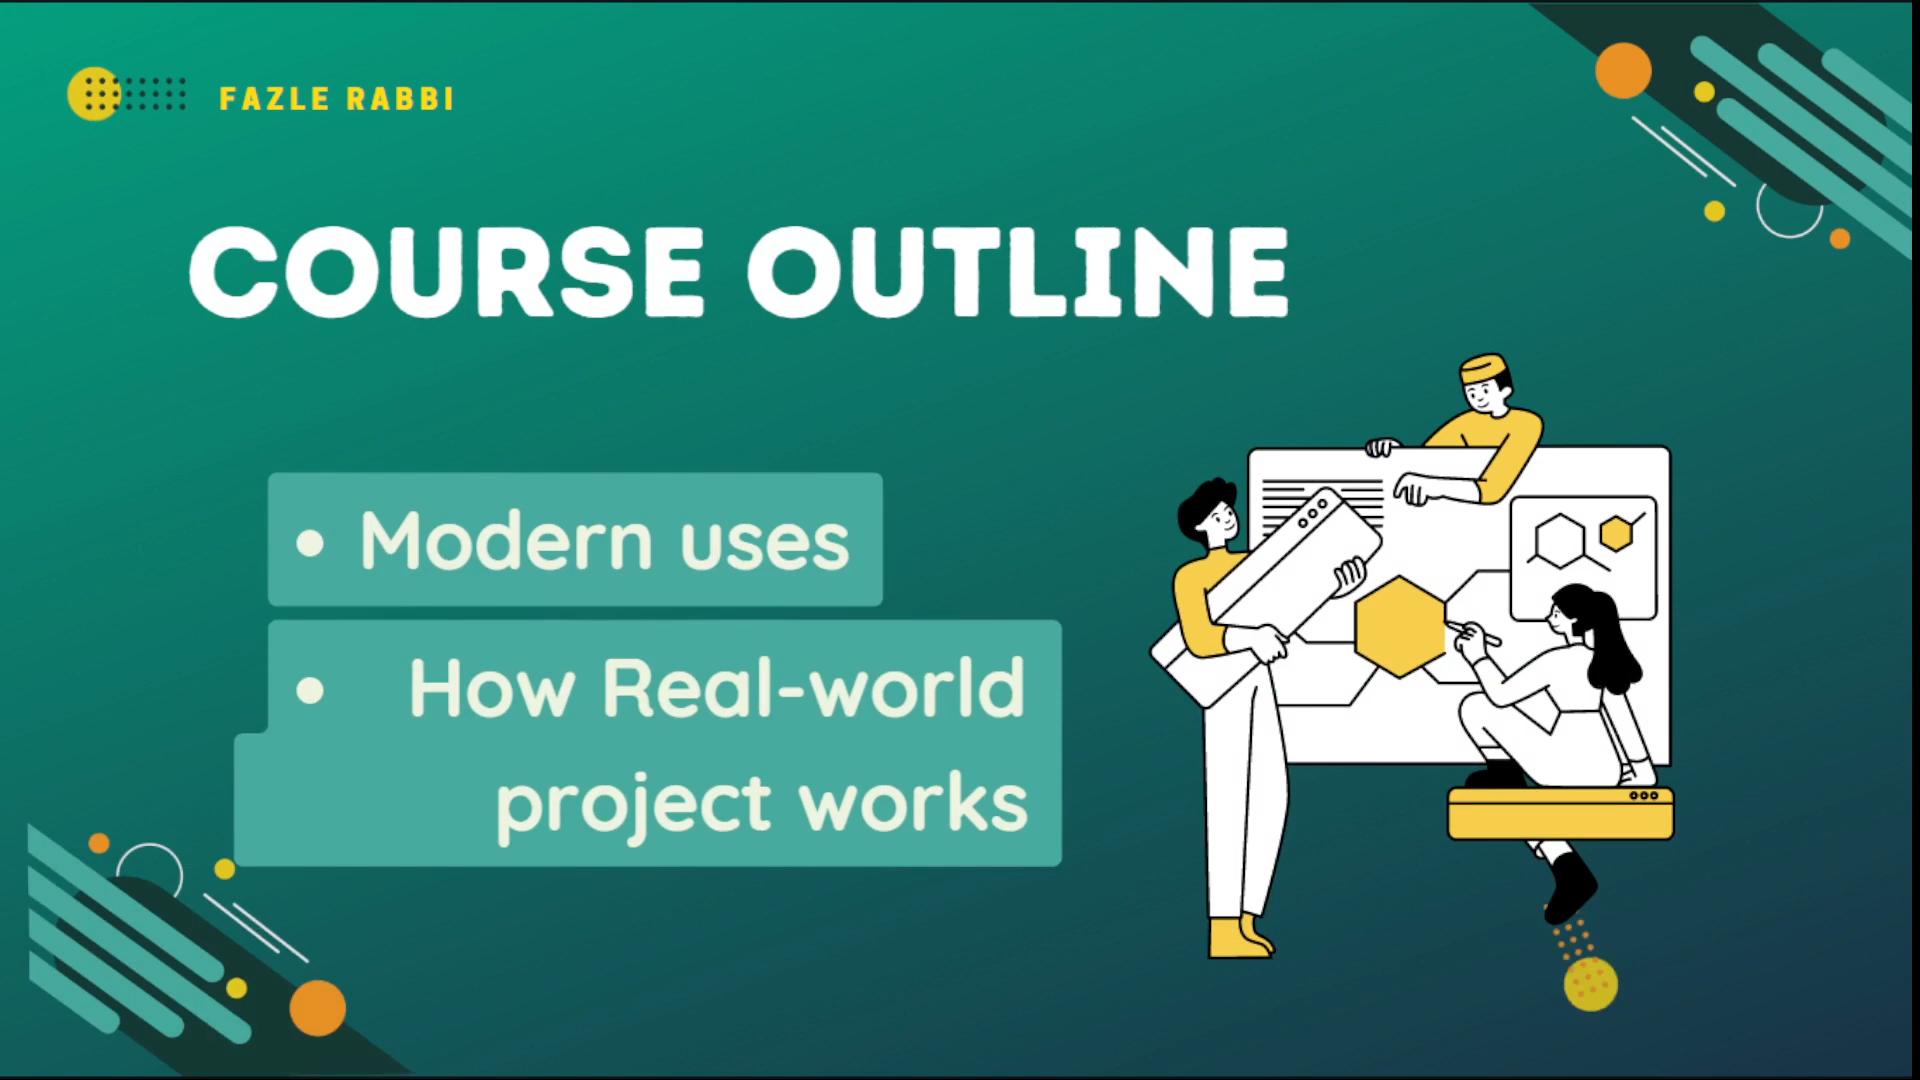 FAZLE RABBI
COURSE OUTLINE
• Modern uses
• How Real-world
project works